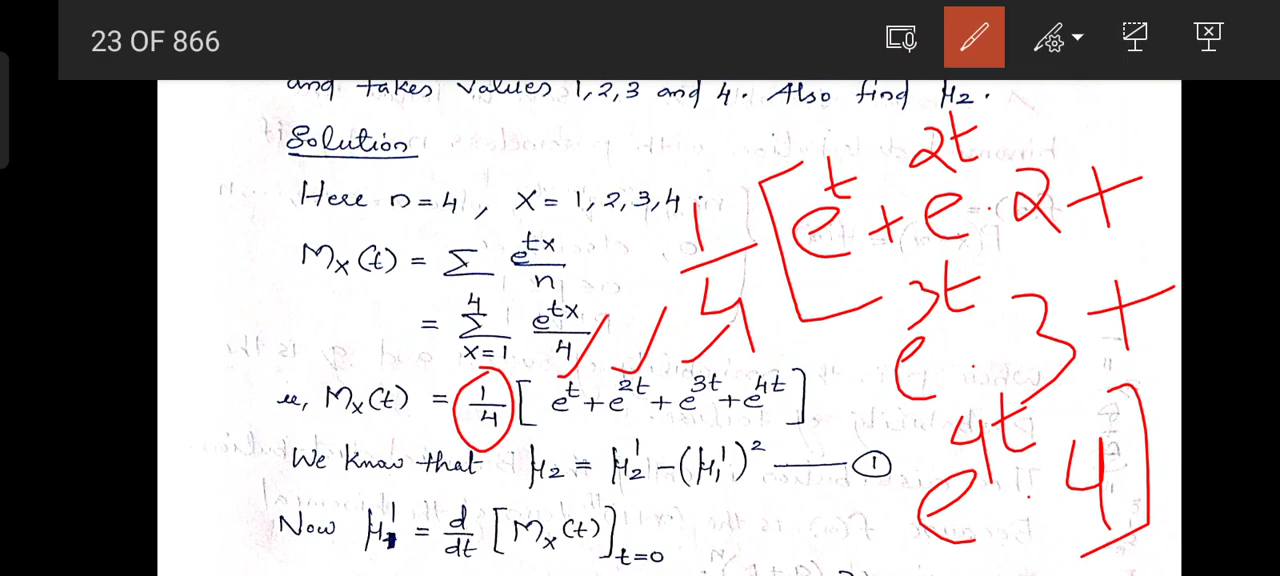 23 OF 866
and takes values 1,2,3 and 4. Also find μ₂.
Solution
Here n=4, X = 1,2,3,4.
Mₓ(t) = Σ e^{tx}/n
= Σ_{x=1}^{4} e^{tx}/4
Mₓ(t) = 1/4 [e^t + e^{2t} + e^{3t} + e^{4t}]
We know that μ₂ = μ₂' - (μ₁')² —— ①
Now μ₁' = d/dt [Mₓ(t)]_{t=0}
1/4 [e^t + e^{2t}.2 +
e^{3t}.3 +
e^{4t}.4]